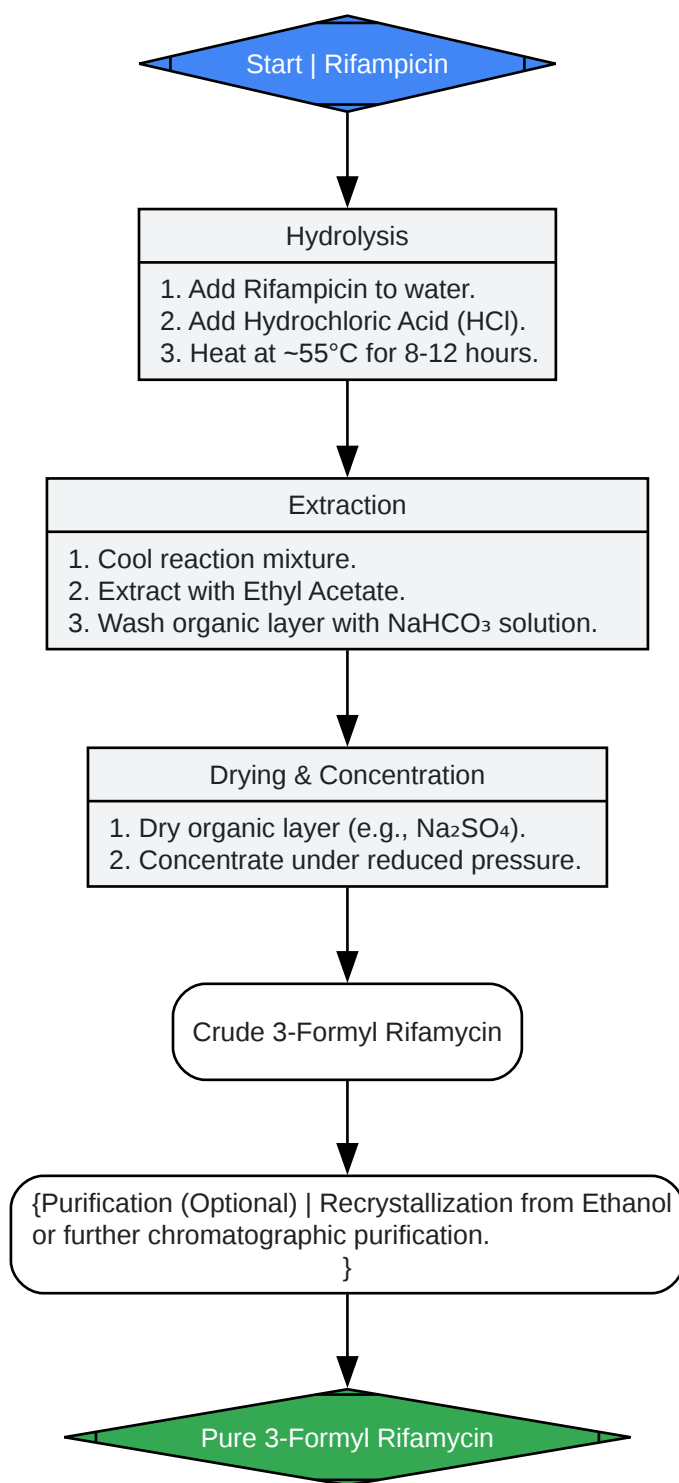 Start | Rifampicin
Hydrolysis
1. Add Rifampicin to water.
2. Add Hydrochloric Acid (HCl).
3. Heat at ~55°C for 8-12 hours.
Extraction
1. Cool reaction mixture.
2. Extract with Ethyl Acetate.
3. Wash organic layer with NaHCO₃ solution.
Drying & Concentration
1. Dry organic layer (e.g., Na₂SO₄).
2. Concentrate under reduced pressure.
Crude 3-Formyl Rifamycin
{Purification (Optional) | Recrystallization from Ethanol
or further chromatographic purification.
}
Pure 3-Formyl Rifamycin